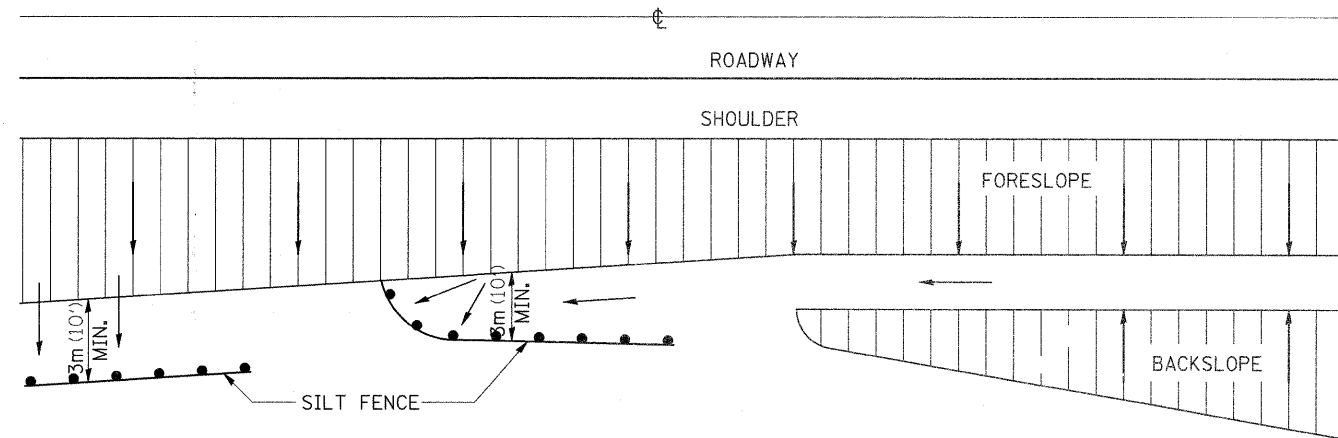 ℄
ROADWAY
SHOULDER
FORESLOPE
3m (10')
MIN.
3m (10')
MIN.
BACKSLOPE
SILT FENCE